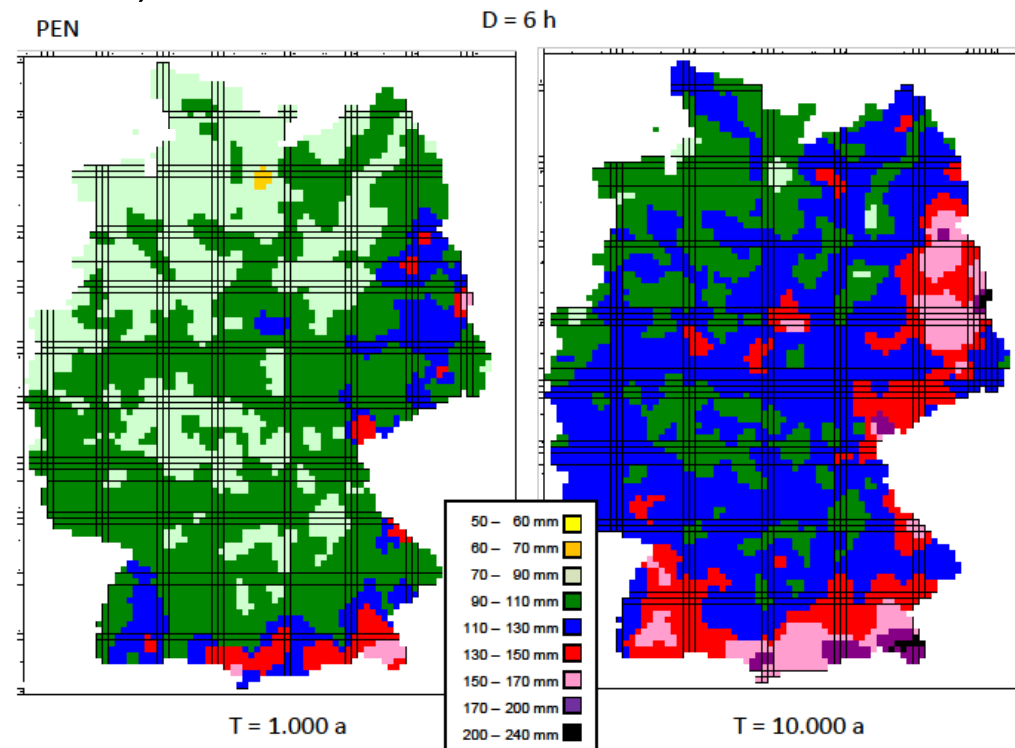 PEN
D = 6 h
50 – 60 mm
60 – 70 mm
70 – 90 mm
90 – 110 mm
110 – 130 mm
130 – 150 mm
150 – 170 mm
170 – 200 mm
200 – 240 mm
T = 1.000 a
T = 10.000 a